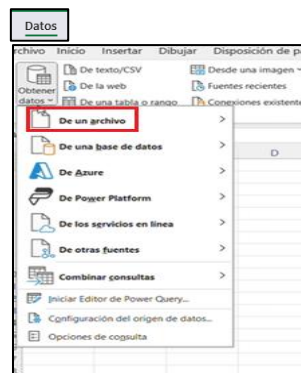 Datos
rchivo Inicio Insertar Dibujar Disposición de p
De texto/CSV Desde una imagen
Obtener datos De la web Fuentes recientes
De una tabla o rango Conexiones existente
De un archivo
D
De una base de datos
De Azure
De Power Platform
De los servicios en línea
De otras fuentes
Combinar consultas
Iniciar Editor de Power Query...
Configuración del origen de datos...
Opciones de consulta